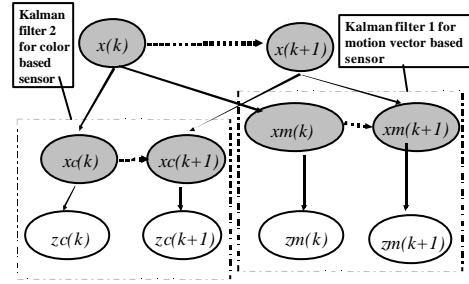 Kalman
filter 2
for color
based
sensor
x(k)
x(k+1)
Kalman filter 1 for
motion vector based
sensor
xc(k)
xc(k+1)
xm(k)
xm(k+1)
zc(k)
zc(k+1)
zm(k)
zm(k+1)